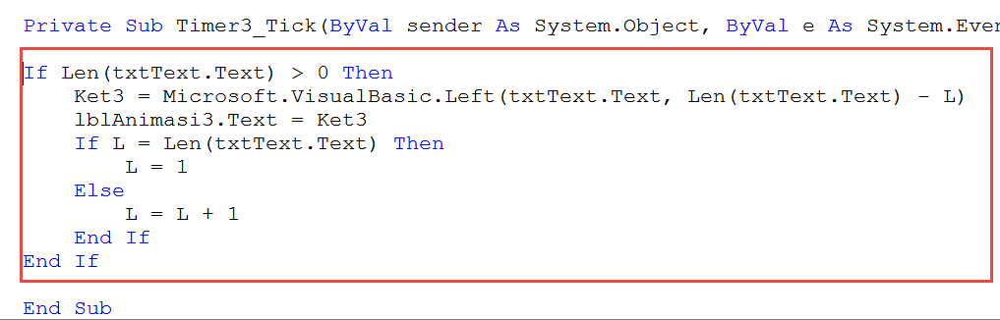 Private Sub Timer3_Tick(ByVal sender As System.Object, ByVal e As System.Even
If Len(txtText.Text) > 0 Then
    Ket3 = Microsoft.VisualBasic.Left(txtText.Text, Len(txtText.Text) - L)
    lblAnimasi3.Text = Ket3
    If L = Len(txtText.Text) Then
        L = 1
    Else
        L = L + 1
    End If
End If
End Sub